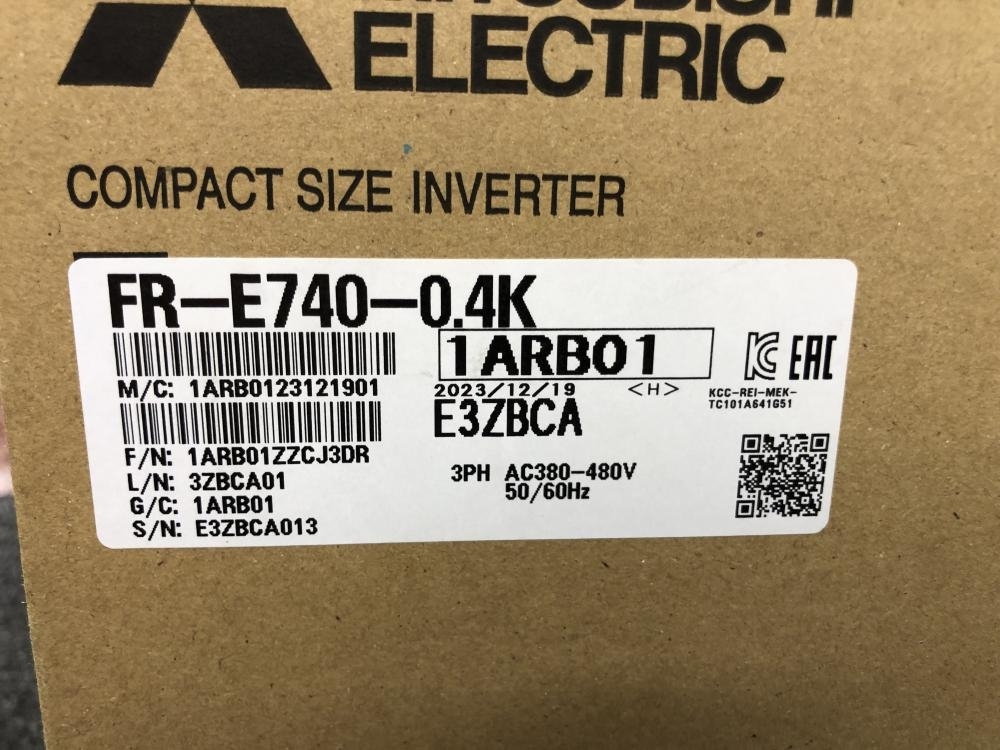 ELECTRIC
COMPACT SIZE INVERTER
FR-E740-0.4K
1ARB01
M/C: 1ARB0123121901
2023/12/19 <H>
E3ZBCA
KCC-REI-MEK-
TC101A641G51
EAC
F/N: 1ARB01ZZCJ3DR
L/N: 3ZBCA01
G/C: 1ARB01
S/N: E3ZBCA013
3PH AC380-480V
50/60Hz